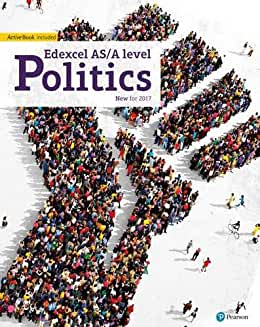 ActiveBook included
Edexcel AS/A level
Politics
New for 2017
Pearson